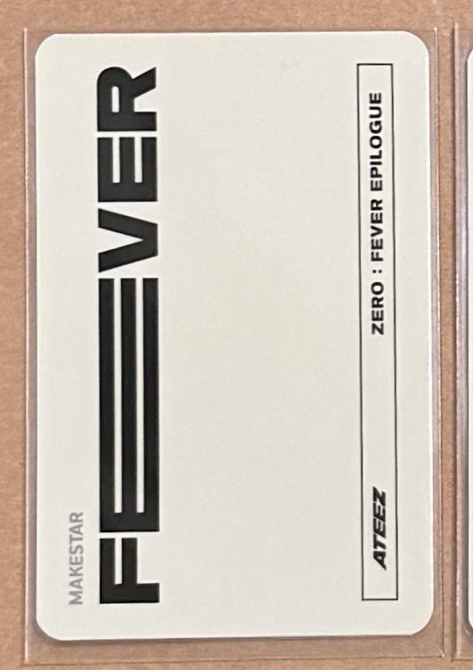 MAKESTAR
FEVER
ATEEZ ZERO : FEVER EPILOGUE